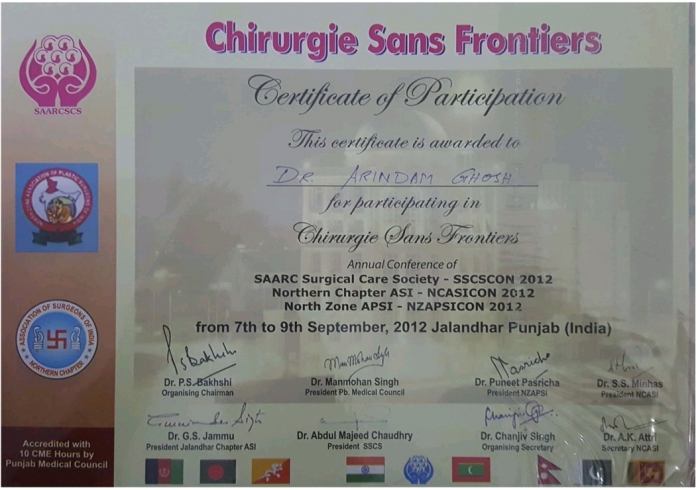 Chirurgie Sans Frontiers
SAARCSCS
Certificate of Participation
This certificate is awarded to
DR. ARINDAM GHOSH
for participating in
Chirurgie Sans Frontiers
Annual Conference of
SAARC Surgical Care Society - SSCSCON 2012
Northern Chapter ASI - NCASICON 2012
North Zone APSI - NZAPSICON 2012
from 7th to 9th September, 2012 Jalandhar Punjab (India)
ASSOCIATION OF SURGEONS OF INDIA
NORTHERN CHAPTER
Dr. P.S. Bakhshi
Organising Chairman
Dr. Manmohan Singh
President Pb. Medical Council
Dr. Puneet Pasricha
President NZAPSI
Dr. S.S. Minhas
President NCASI
Dr. G.S. Jammu
President Jalandhar Chapter ASI
Dr. Abdul Majeed Chaudhry
President SSCS
Dr. Chanjiv Singh
Organising Secretary
Dr. A.K. Attri
Secretary NCASI
Accredited with
10 CME Hours by
Punjab Medical Council